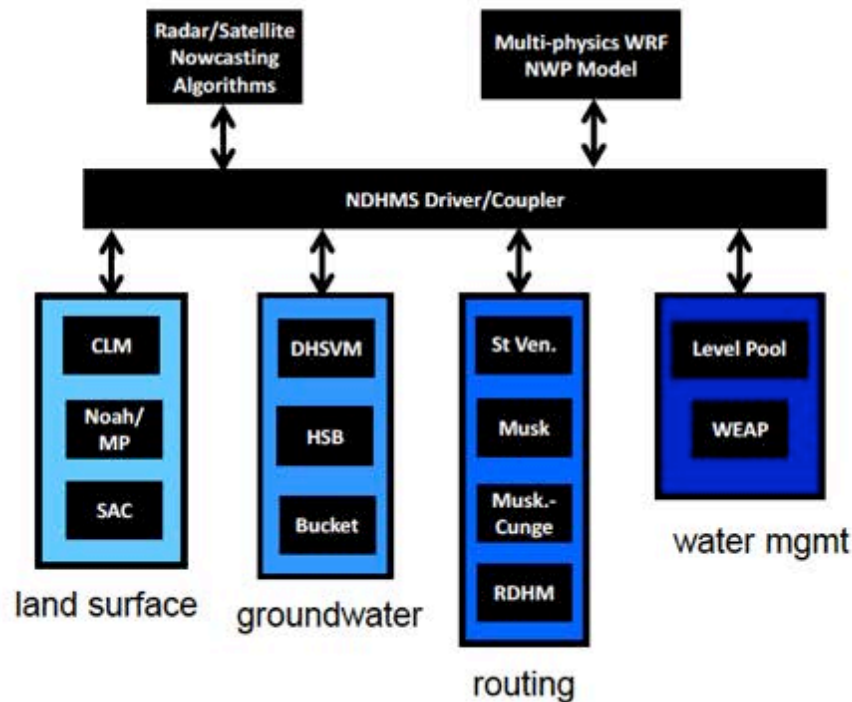 Radar/Satellite
Nowcasting
Algorithms
Multi-physics WRF
NWP Model
NDHMS Driver/Coupler
CLM
Noah/
MP
SAC
land surface
DHSVM
HSB
Bucket
groundwater
St Ven.
Musk
Musk.-
Cunge
RDHM
routing
Level Pool
WEAP
water mgmt